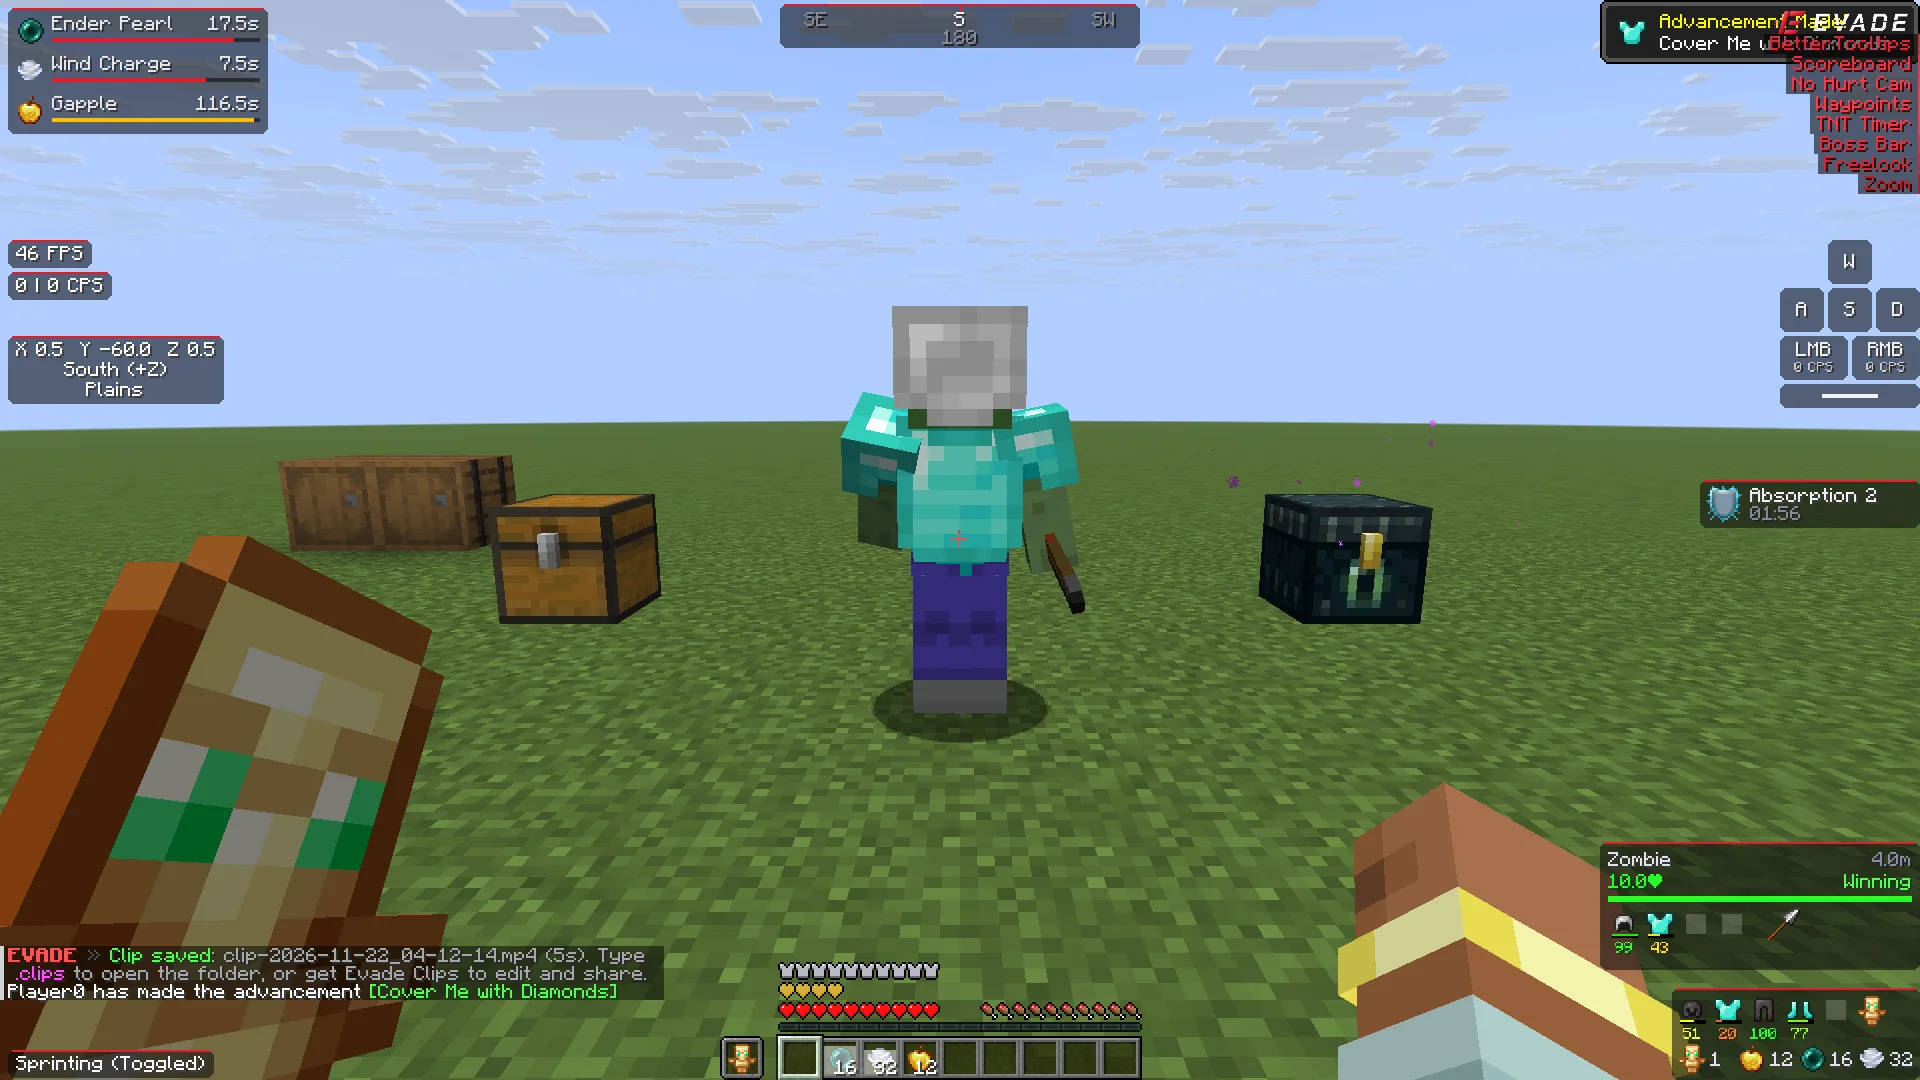 Ender Pearl 17.5s
Wind Charge 7.5s
Gapple 116.5s
SE S SW
180
Advancement Made!
EVADE
Cover Me w
BetterTooltips
Scoreboard
No Hurt Cam
Waypoints
TNT Timer
Boss Bar
Freelook
Zoom
46 FPS
0 | 0 CPS
X 0.5 Y -60.0 Z 0.5
South (+Z)
Plains
W
A S D
LMB RMB
0 CPS 0 CPS
Absorption 2
01:56
Zombie 4.0m
10.0♥ Winning
99 43
EVADE » Clip saved: clip-2026-11-22_04-12-14.mp4 (5s). Type
.clips to open the folder, or get Evade Clips to edit and share.
Player0 has made the advancement [Cover Me with Diamonds]
Sprinting (Toggled)
16 32 12
51 20 100 77
1 12 16 32